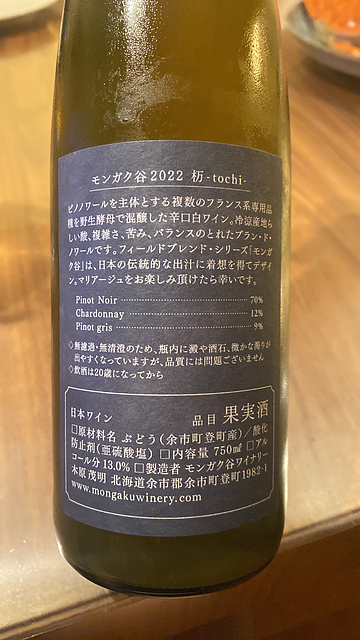 モンガク谷2022 杤-tochi-
ピノノワールを主体とする複数のフランス系専用品
種を野生酵母で混醸した辛口白ワイン。冷涼産地ら
しい酸、複雑さ、苦み、バランスのとれたブラン・ド・
ノワールです。フィールドブレンド・シリーズ「モンガ
ク谷」は、日本の伝統的な出汁に着想を得てデザイ
ン。マリアージュをお楽しみ頂けたら幸いです。
Pinot Noir 70%
Chardonnay 12%
Pinot gris 9%
◇無濾過・無清澄のため、瓶内に澱や酒石、微かな濁りが
出やすくなっていますが、品質には問題ございません
◇飲酒は20歳になってから
日本ワイン 品目 果実酒
□原材料名 ぶどう(余市町登町産)/酸化
防止剤(亜硫酸塩) □内容量 750㎖ □アル
コール分 13.0% □製造者 モンガク谷ワイナリー
木原 茂明 北海道余市郡余市町登町1982-1
www.mongakuwinery.com